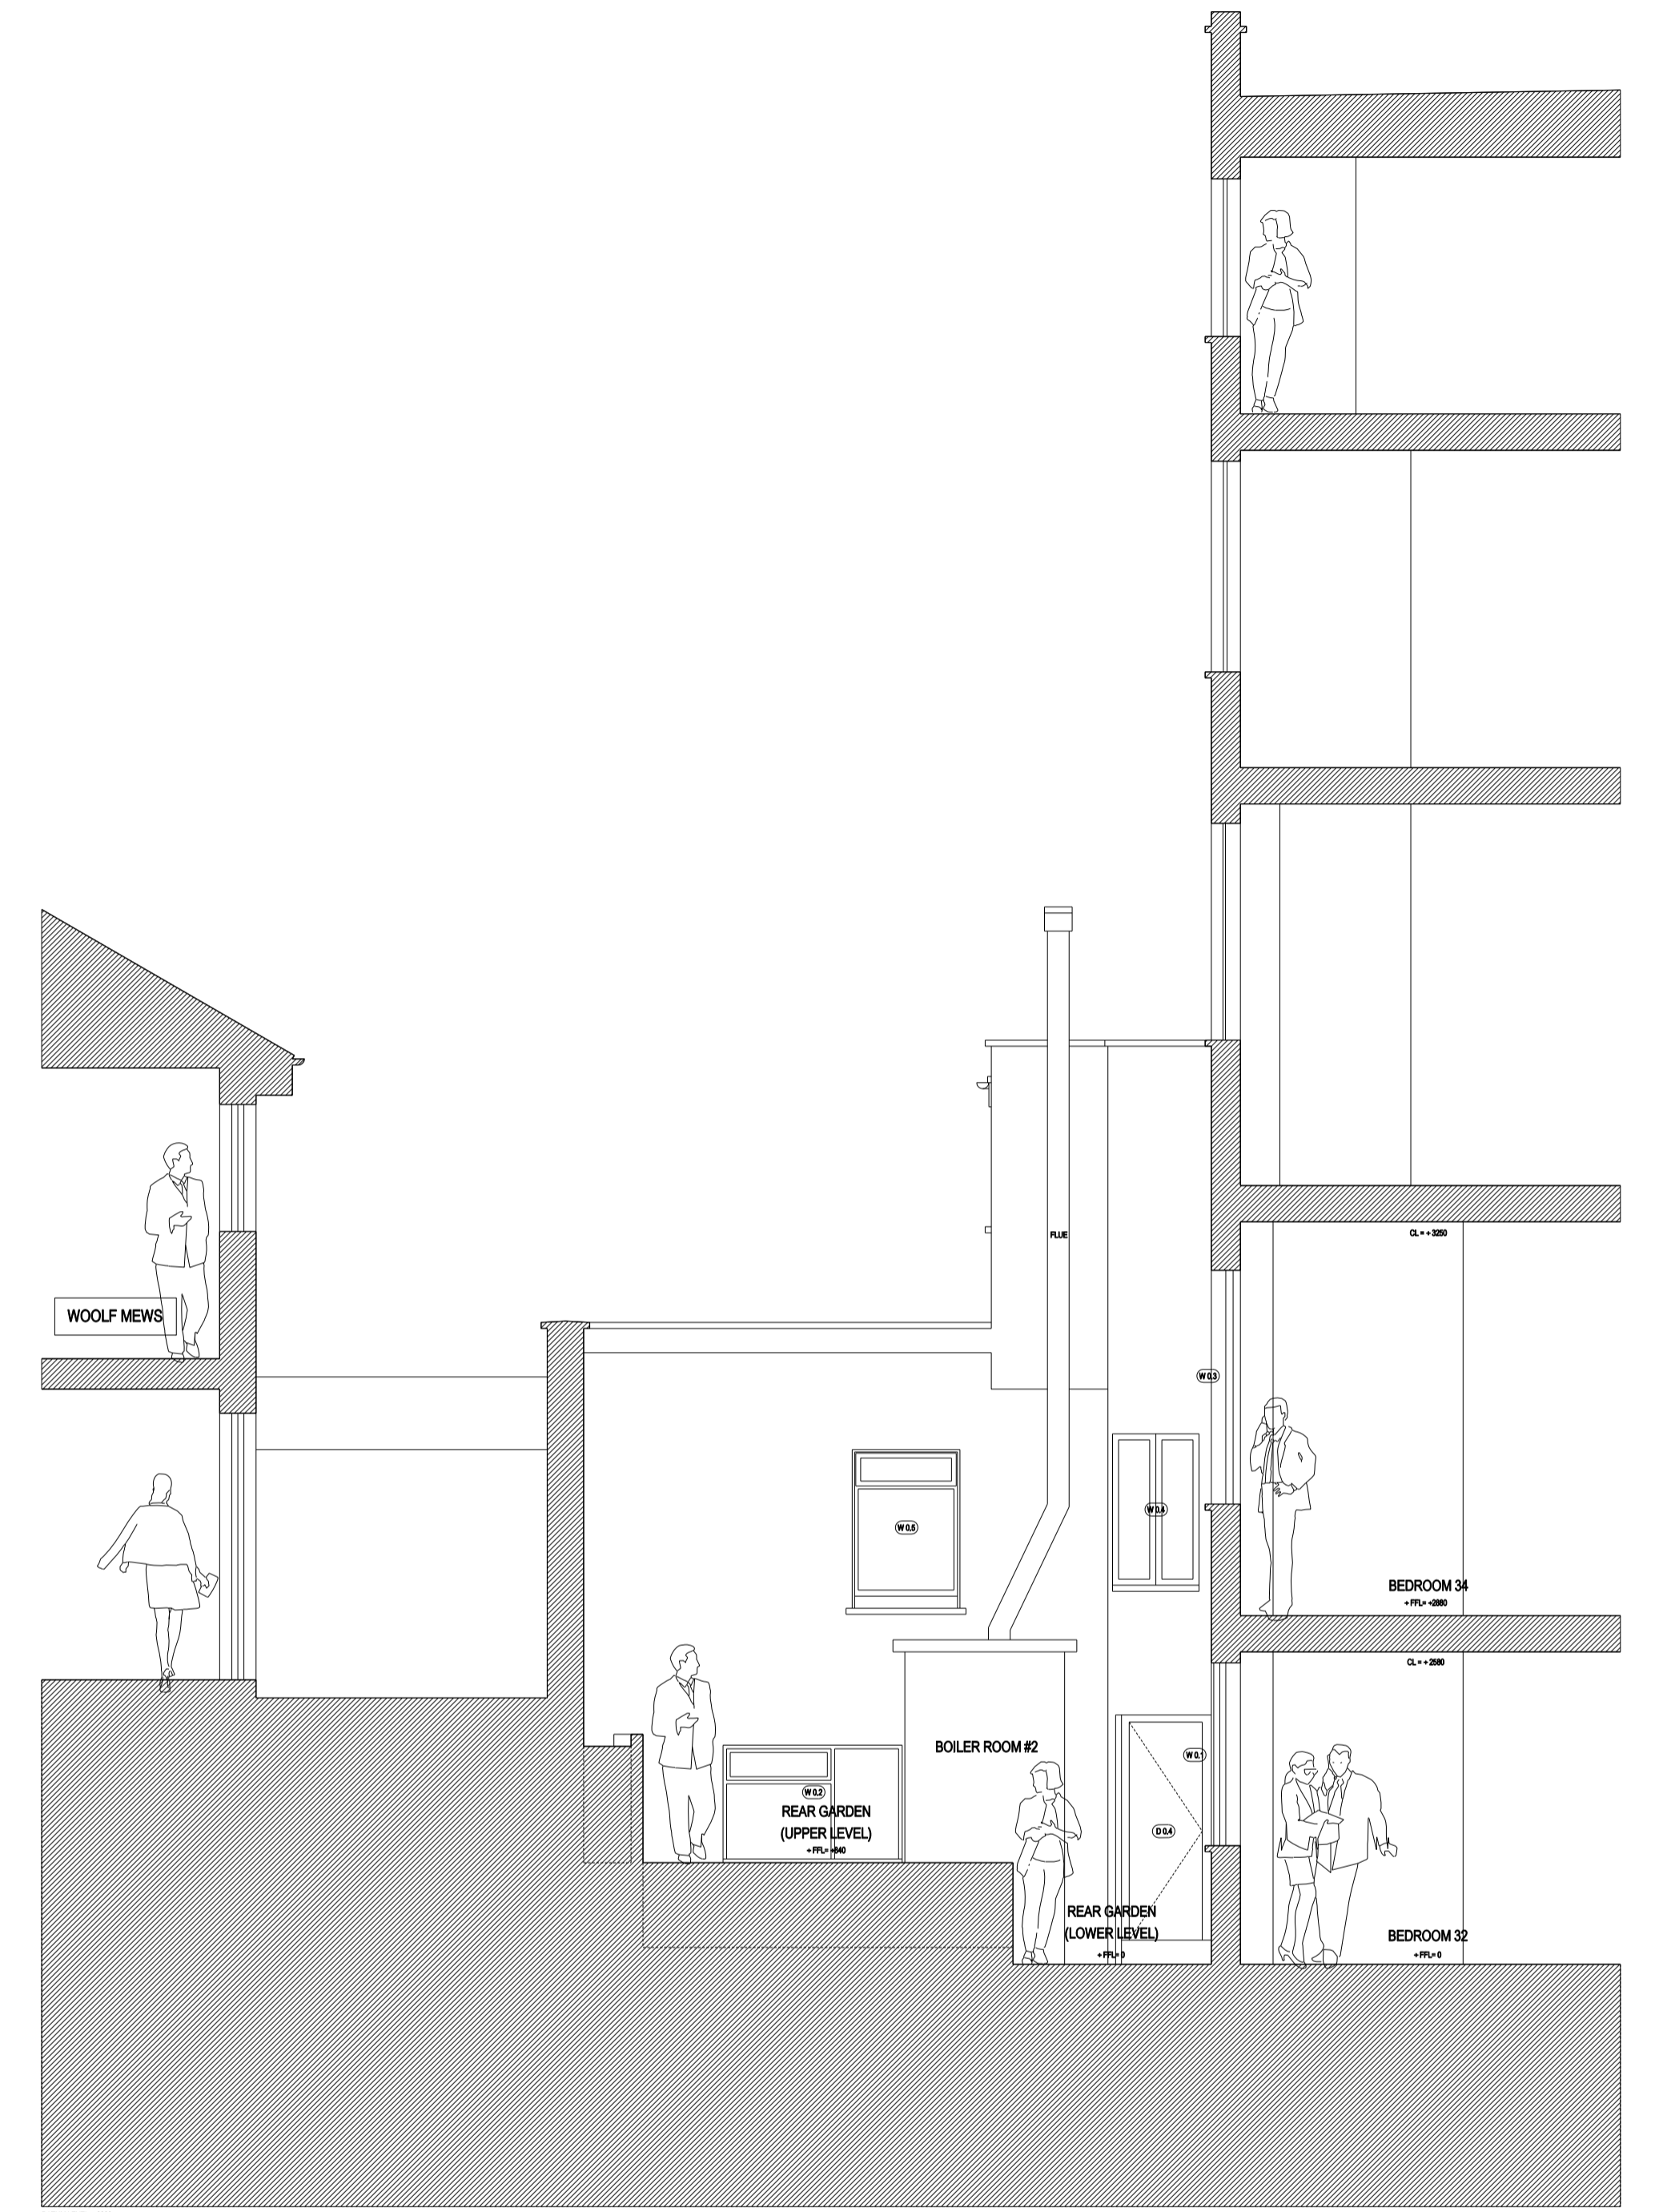 FLUE
CL = + 3250
WOOLF MEWS
W 0.3
W 0.4
W 0.5
BEDROOM 34
+ FFL= +2880
CL = + 2580
BOILER ROOM #2
W 0.1
W 0.2
REAR GARDEN
(UPPER LEVEL)
+ FFL= +840
D 0.4
REAR GARDEN
(LOWER LEVEL)
+ FFL= 0
BEDROOM 32
+ FFL= 0